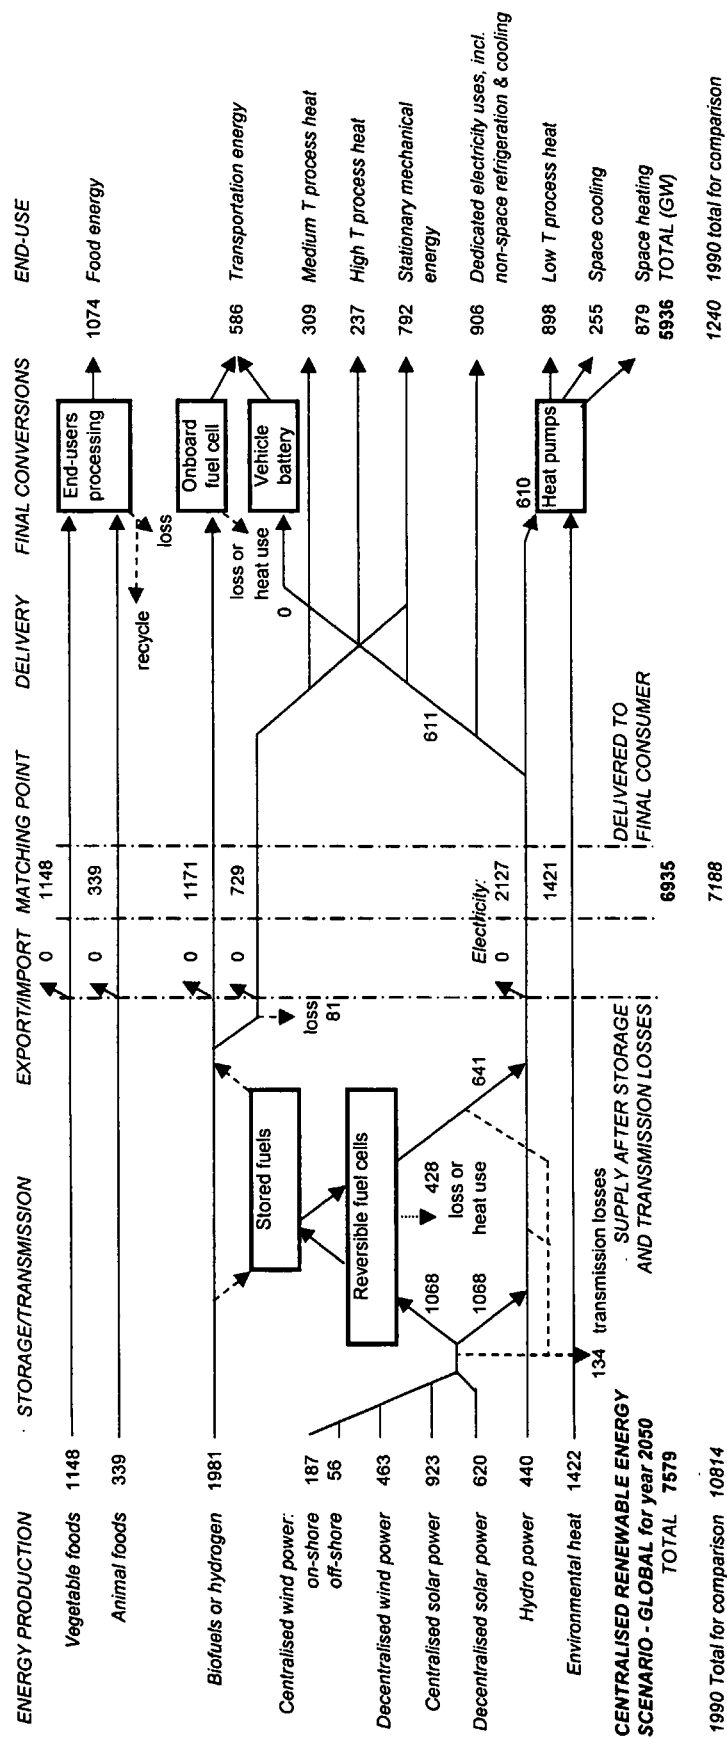 ENERGY PRODUCTION
STORAGE/TRANSMISSION
EXPORT/IMPORT
MATCHING POINT
DELIVERY
FINAL CONVERSIONS
END-USE
Vegetable foods 1148
0
1148
End-users
processing
1074 Food energy
Animal foods 339
0
339
recycle
loss
Biofuels or hydrogen 1981
0
1171
Onboard
fuel cell
586 Transportation energy
Stored fuels
0
729
loss or
heat use
Vehicle
battery
loss
81
0
Centralised wind power:
on-shore 187
off-shore 56
309 Medium T process heat
Reversible fuel cells
237 High T process heat
Decentralised wind power 463
792 Stationary mechanical
energy
Centralised solar power 923
1068
428
loss or
heat use
611
Decentralised solar power 620
1068
641
Electricity:
906 Dedicated electricity uses, incl.
non-space refrigeration & cooling
Hydro power 440
0
2127
610
Heat pumps
898 Low T process heat
Environmental heat 1422
1421
255 Space cooling
134 transmission losses
879 Space heating
CENTRALISED RENEWABLE ENERGY
SCENARIO - GLOBAL for year 2050
SUPPLY AFTER STORAGE
AND TRANSMISSION LOSSES
DELIVERED TO
FINAL CONSUMER
TOTAL 7579
6935
5936 TOTAL (GW)
1990 Total for comparison 10814
7188
1240 1990 total for comparison